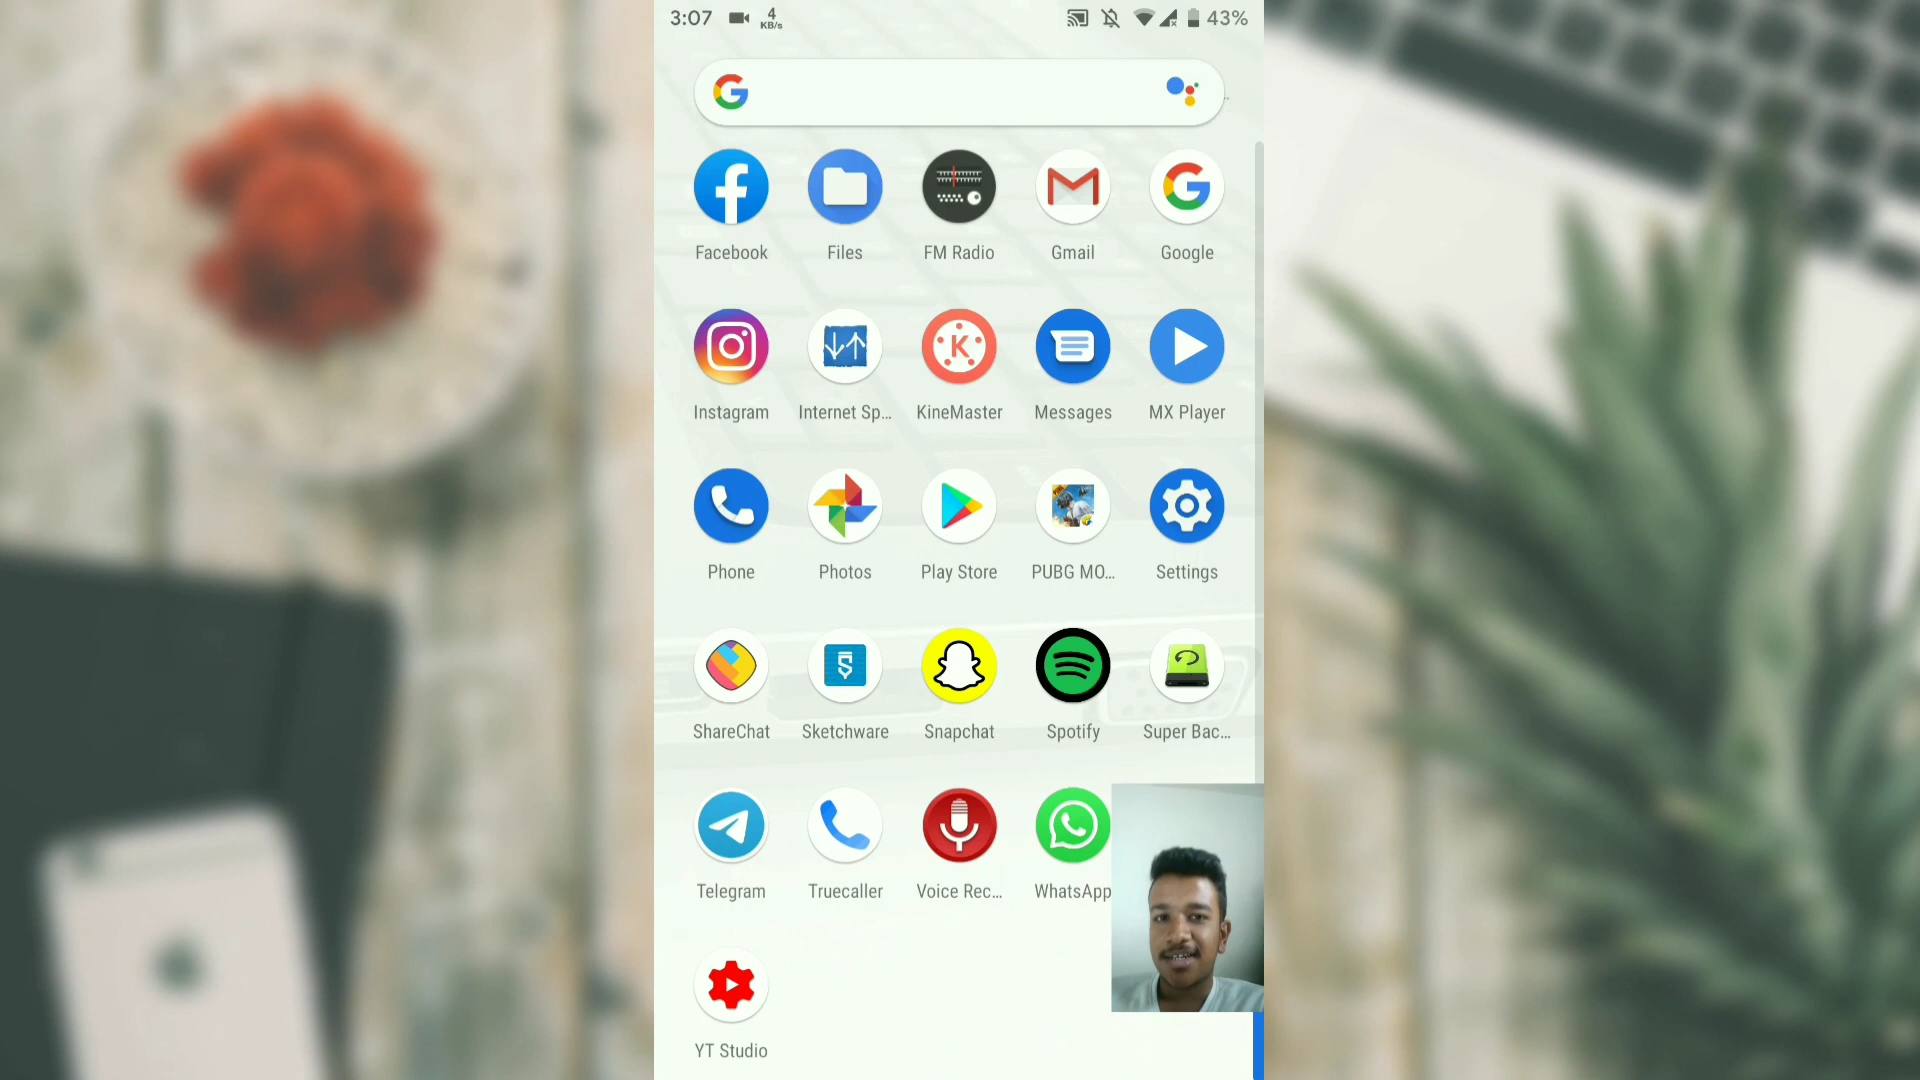 3:07 4 KB/s 43%
Facebook Files FM Radio Gmail Google
Instagram Internet Sp... KineMaster Messages MX Player
Phone Photos Play Store PUBG MO... Settings
ShareChat Sketchware Snapchat Spotify Super Bac...
Telegram Truecaller Voice Rec... WhatsApp
YT Studio